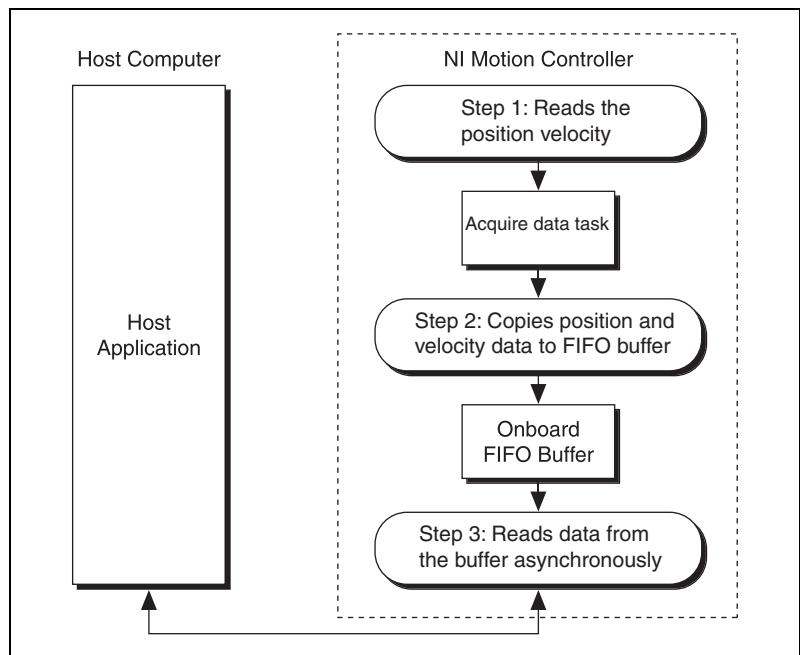 Host Computer
Host
Application
NI Motion Controller
Step 1: Reads the
position velocity
Acquire data task
Step 2: Copies position and
velocity data to FIFO buffer
Onboard
FIFO Buffer
Step 3: Reads data from
the buffer asynchronously